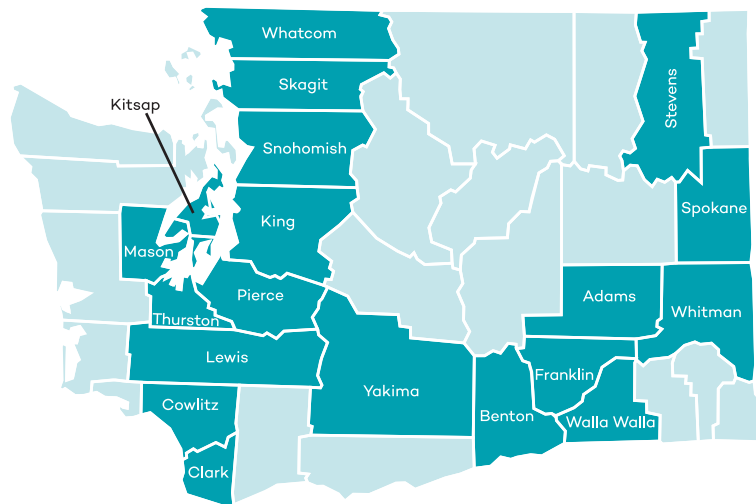 Whatcom
Skagit
Stevens
Kitsap
Snohomish
Spokane
King
Mason
Pierce
Adams
Whitman
Thurston
Lewis
Franklin
Yakima
Cowlitz
Benton
Walla Walla
Clark